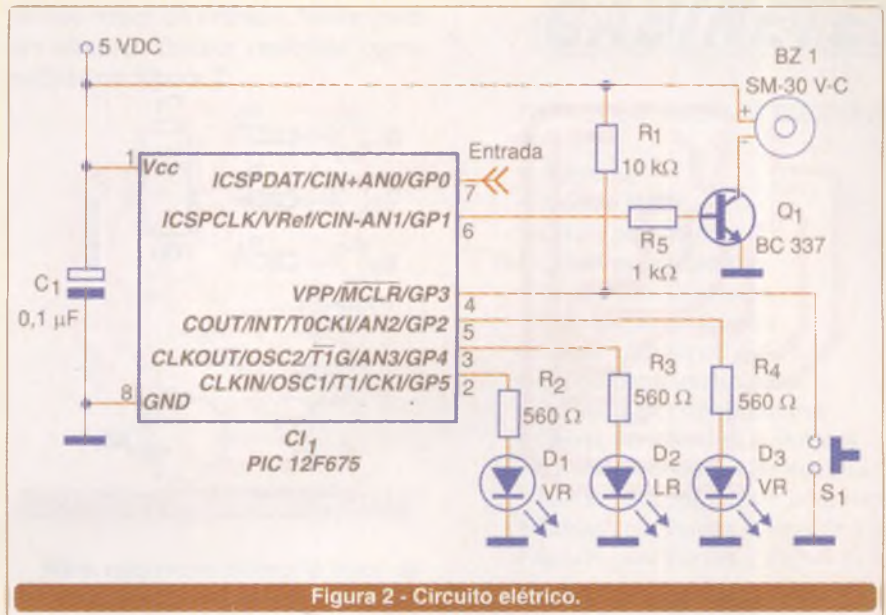 5 VDC
BZ 1
SM-30 V-C
+
-
R1
10 kΩ
Entrada
1
Vcc
ICSPDAT/CIN+AN0/GP0
7
ICSPCLK/VRef/CIN-AN1/GP1
6
R5
1 kΩ
Q1
BC 337
C1
0,1 µF
VPP/MCLR/GP3
4
COUT/INT/T0CKI/AN2/GP2
5
CLKOUT/OSC2/T1G/AN3/GP4
3
CLKIN/OSC1/T1/CKI/GP5
2
8
GND
CI1
PIC 12F675
R2
560 Ω
R3
560 Ω
R4
560 Ω
D1
VR
D2
LR
D3
VR
S1
Figura 2 - Circuito elétrico.